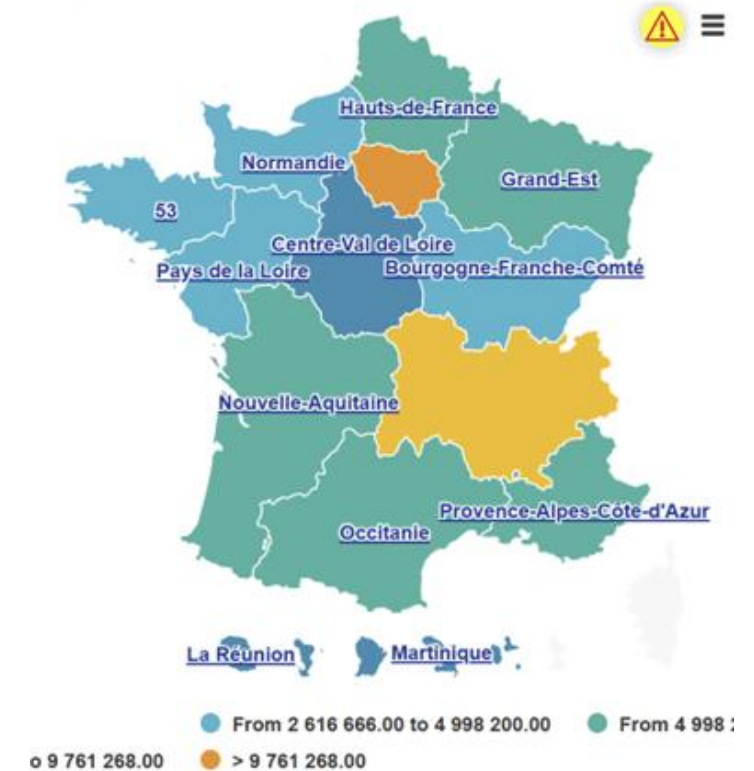 Hauts-de-France
Normandie
Grand-Est
53
Centre-Val de Loire
Pays de la Loire
Bourgogne-Franche-Comté
Nouvelle-Aquitaine
Provence-Alpes-Côte-d'Azur
Occitanie
La Réunion
Martinique
From 2 616 666.00 to 4 998 200.00
From 4 998
o 9 761 268.00
> 9 761 268.00